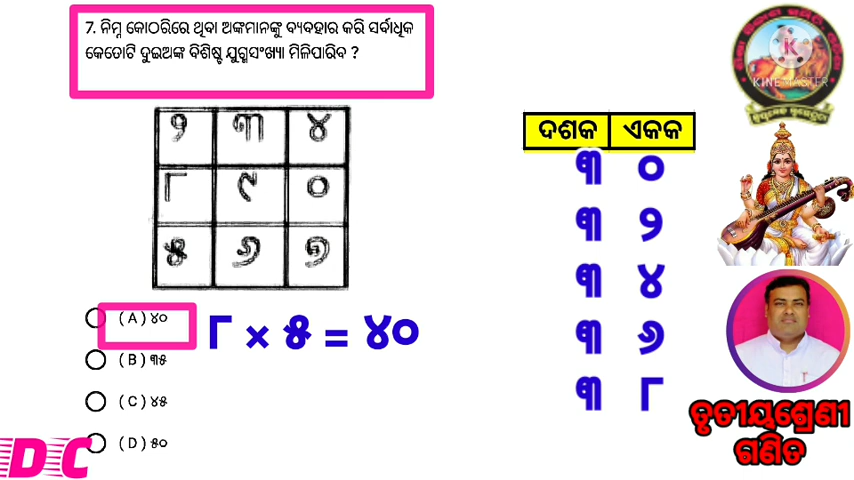 7. ନିମ୍ନ କୋଠରିରେ ଥିବା ଅଙ୍କମାନଙ୍କୁ ବ୍ୟବହାର କରି ସର୍ବାଧିକ
କେତୋଟି ଦୁଇଅଙ୍କ ବିଶିଷ୍ଟ ଯୁଗ୍ମସଂଖ୍ୟା ମିଳିପାରିବ ?
୨ ୩ ୪
୮ ୯ ୦
୫ ୬ ୭
( A ) ୪୦
୮ × ୫ = ୪୦
( B ) ୩୫
( C ) ୪୫
( D ) ୫୦
DC
ଦଶକ ଏକକ
୩ ୦
୩ ୨
୩ ୪
୩ ୬
୩ ୮
K
KINEMASTER
ତୃତୀୟଶ୍ରେଣୀ
ଗଣିତ